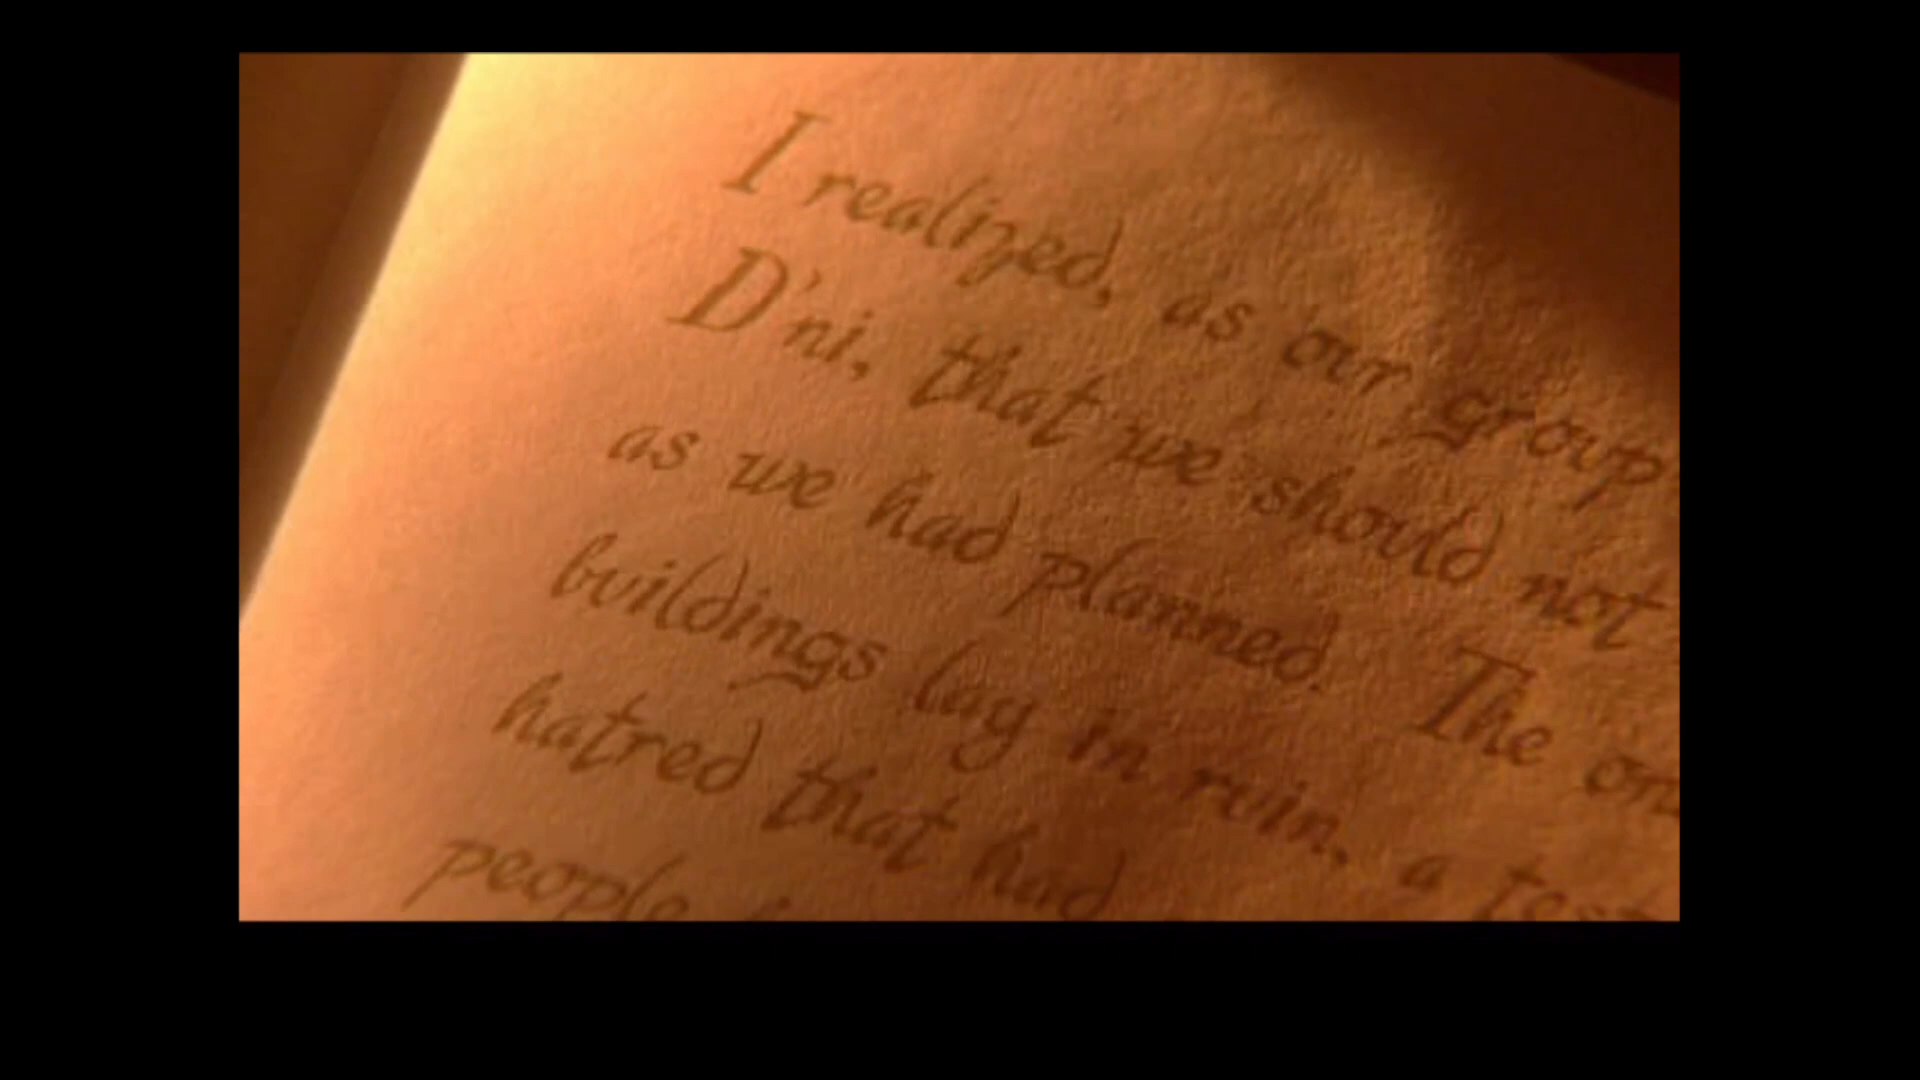 I realized, as our group
D'ni, that we should not
as we had planned. The
buildings lay in ruin, a
hatred that had
people